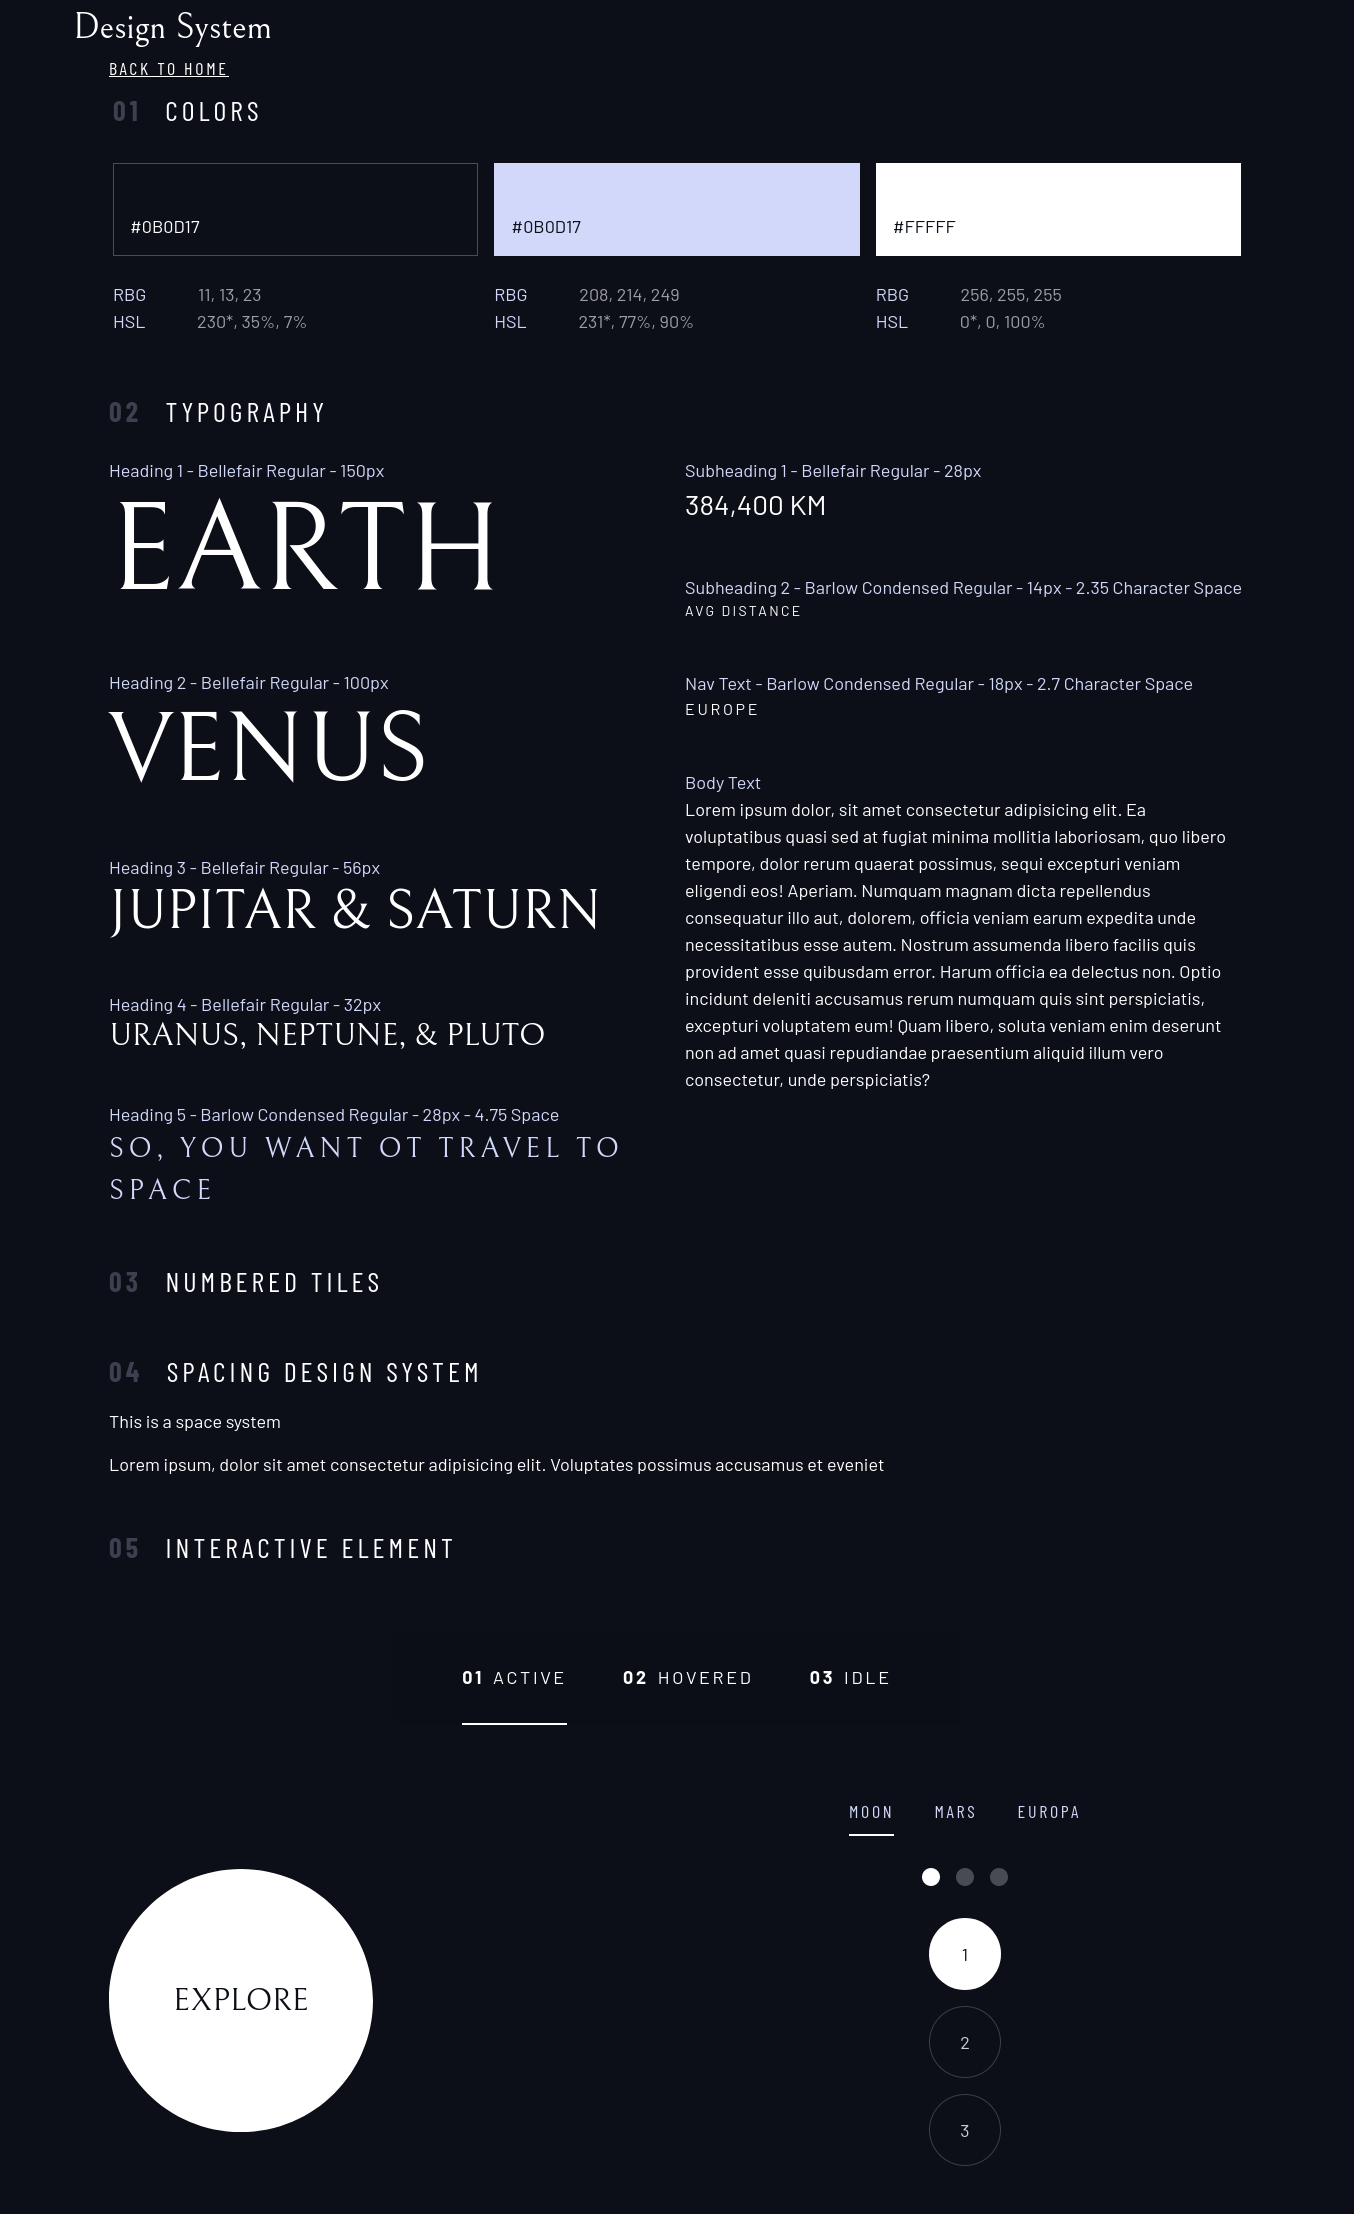 Design System
BACK TO HOME
01 COLORS
#0B0D17
#0B0D17
#FFFFF
RBG 11, 13, 23
HSL 230*, 35%, 7%
RBG 208, 214, 249
HSL 231*, 77%, 90%
RBG 256, 255, 255
HSL 0*, 0, 100%
02 TYPOGRAPHY
Heading 1 - Bellefair Regular - 150px
EARTH
Heading 2 - Bellefair Regular - 100px
VENUS
Heading 3 - Bellefair Regular - 56px
JUPITAR & SATURN
Heading 4 - Bellefair Regular - 32px
URANUS, NEPTUNE, & PLUTO
Heading 5 - Barlow Condensed Regular - 28px - 4.75 Space
SO, YOU WANT OT TRAVEL TO
SPACE
Subheading 1 - Bellefair Regular - 28px
384,400 KM
Subheading 2 - Barlow Condensed Regular - 14px - 2.35 Character Space
AVG DISTANCE
Nav Text - Barlow Condensed Regular - 18px - 2.7 Character Space
EUROPE
Body Text
Lorem ipsum dolor, sit amet consectetur adipisicing elit. Ea
voluptatibus quasi sed at fugiat minima mollitia laboriosam, quo libero
tempore, dolor rerum quaerat possimus, sequi excepturi veniam
eligendi eos! Aperiam. Numquam magnam dicta repellendus
consequatur illo aut, dolorem, officia veniam earum expedita unde
necessitatibus esse autem. Nostrum assumenda libero facilis quis
provident esse quibusdam error. Harum officia ea delectus non. Optio
incidunt deleniti accusamus rerum numquam quis sint perspiciatis,
excepturi voluptatem eum! Quam libero, soluta veniam enim deserunt
non ad amet quasi repudiandae praesentium aliquid illum vero
consectetur, unde perspiciatis?
03 NUMBERED TILES
04 SPACING DESIGN SYSTEM
This is a space system
Lorem ipsum, dolor sit amet consectetur adipisicing elit. Voluptates possimus accusamus et eveniet
05 INTERACTIVE ELEMENT
01 ACTIVE 02 HOVERED 03 IDLE
EXPLORE
MOON MARS EUROPA
1
2
3